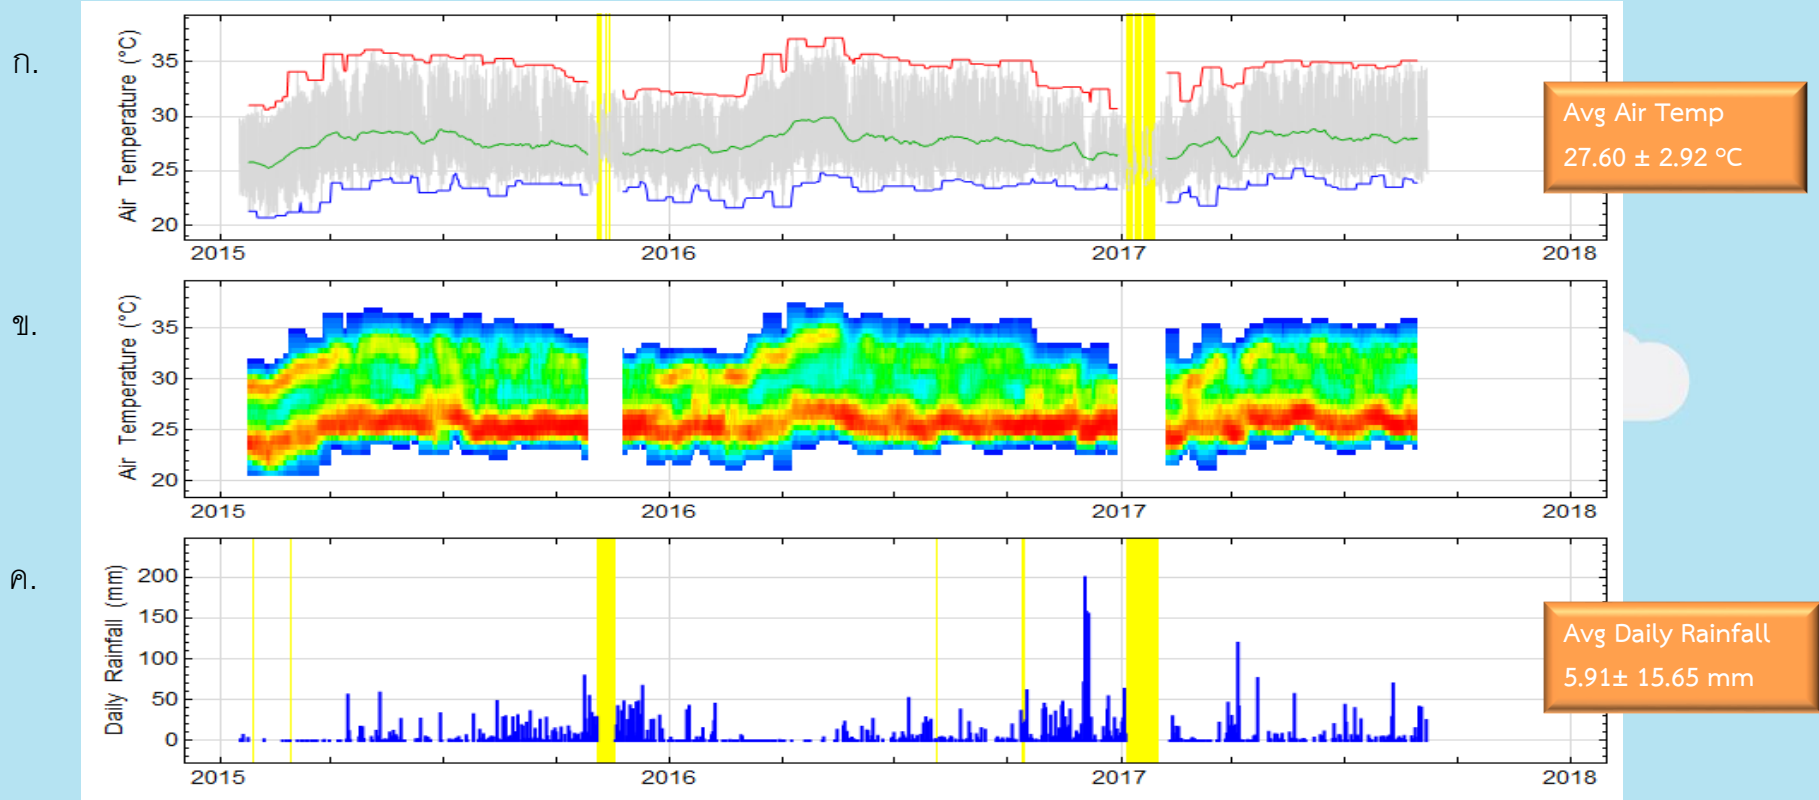 ก.
Air Temperature (°C)
35
30
25
20
2015
2016
2017
2018
Avg Air Temp
27.60 ± 2.92 °C
ข.
Air Temperature (°C)
35
30
25
20
2015
2016
2017
2018
ค.
Daily Rainfall (mm)
200
150
100
50
0
2015
2016
2017
2018
Avg Daily Rainfall
5.91± 15.65 mm